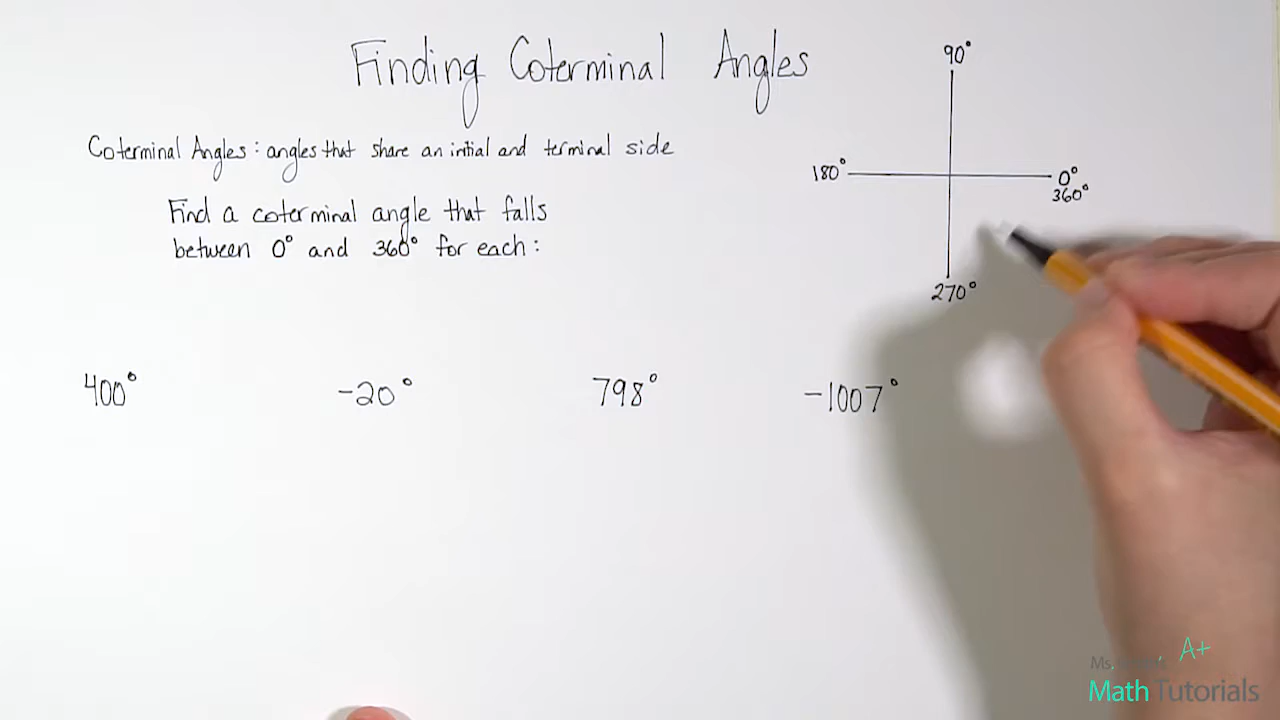 Finding Coterminal Angles
Coterminal Angles: angles that share an initial and terminal side
Find a coterminal angle that falls
between 0° and 360° for each:
90°
180°
0°
360°
270°
400° -20° 798° -1007°
Ms. A+
Math Tutorials